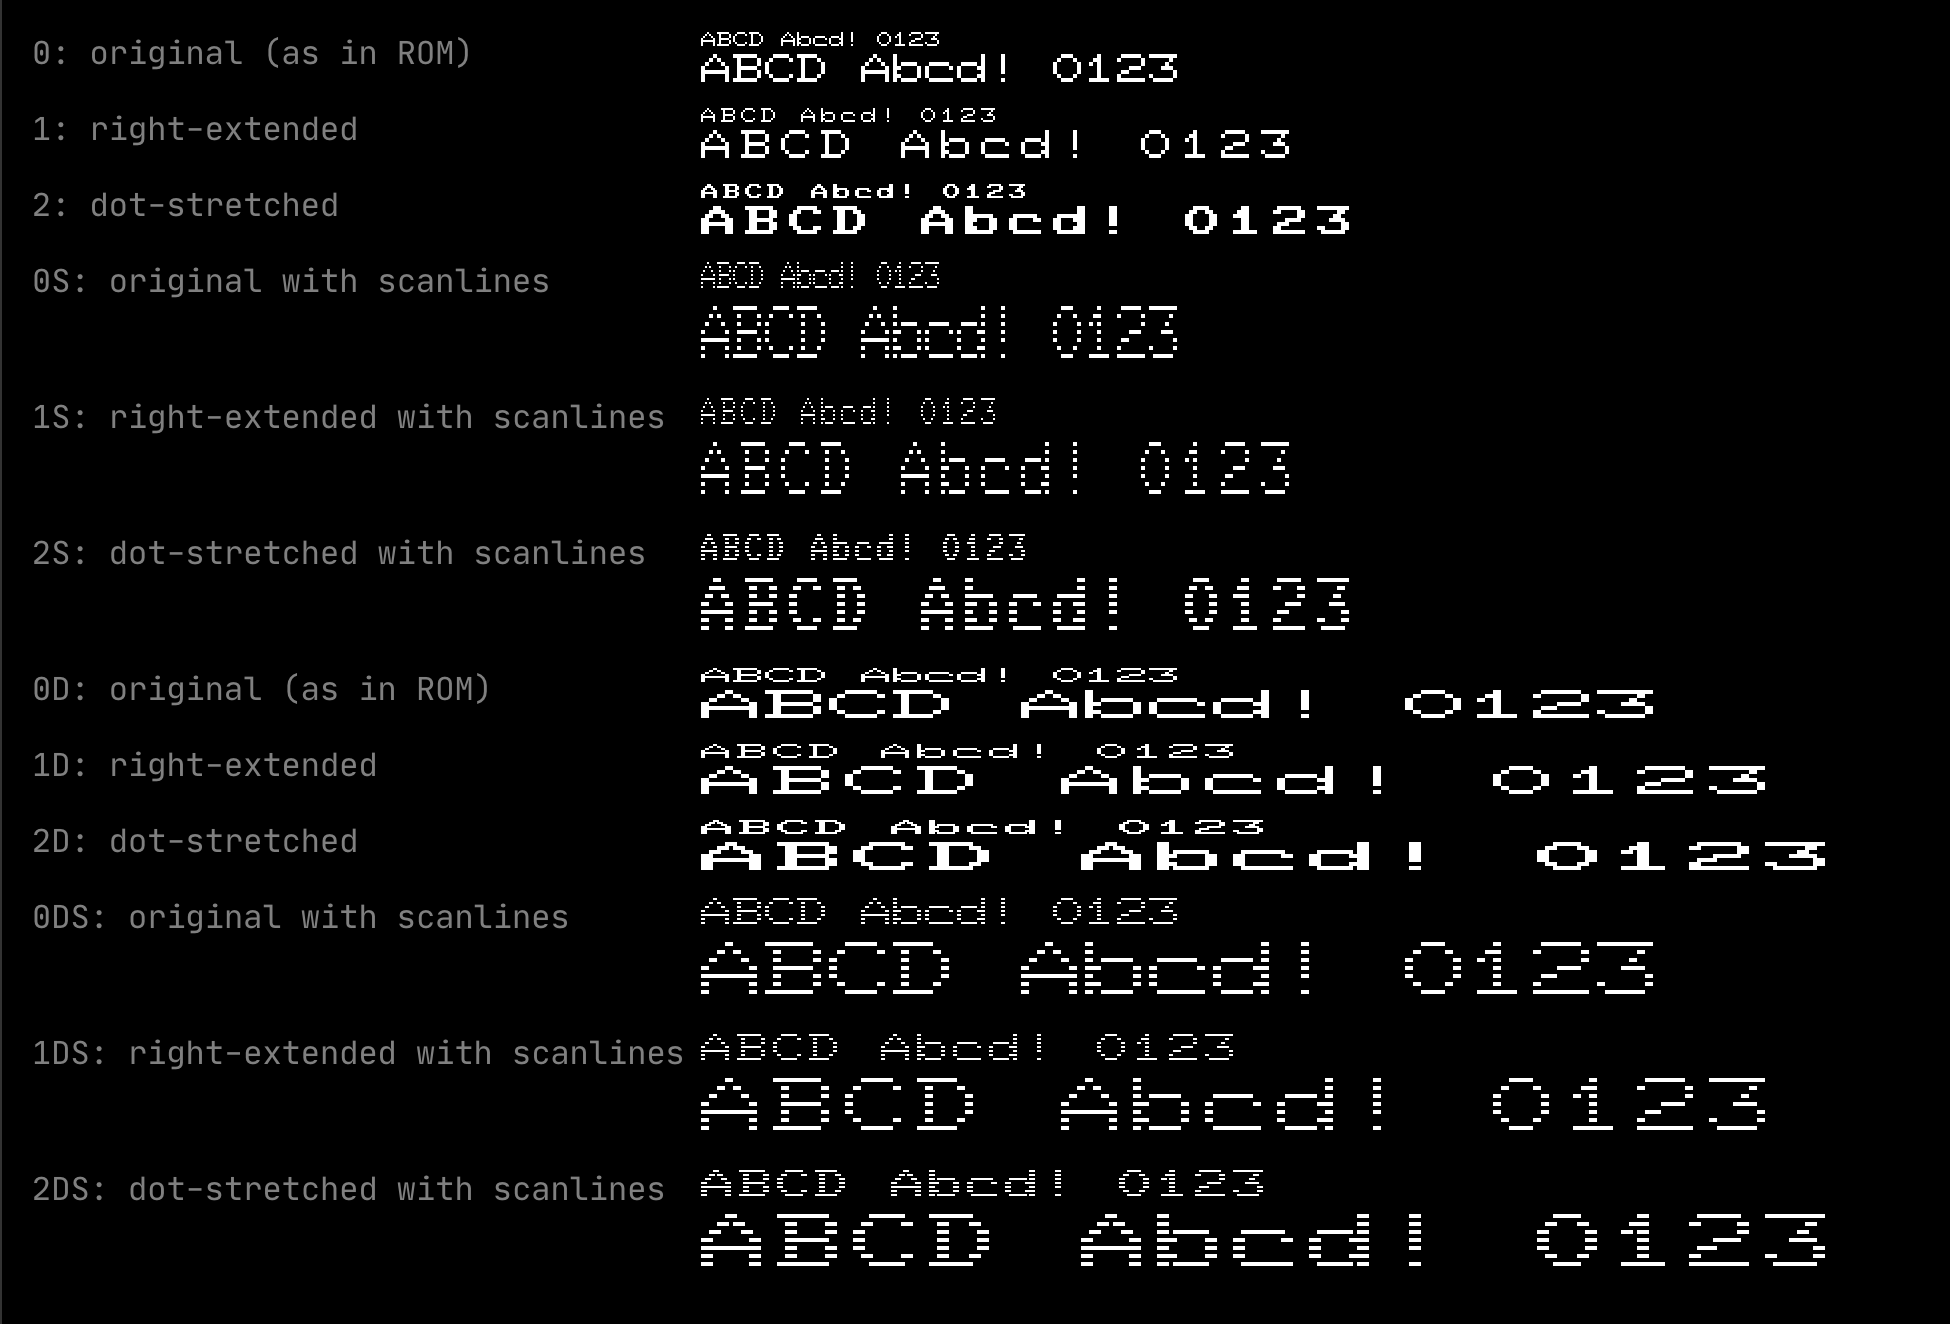 0: original (as in ROM)
ABCD Abcd! 0123
ABCD Abcd! 0123
1: right-extended
ABCD Abcd! 0123
ABCD Abcd! 0123
2: dot-stretched
ABCD Abcd! 0123
ABCD Abcd! 0123
0S: original with scanlines
ABCD Abcd! 0123
ABCD Abcd! 0123
1S: right-extended with scanlines
ABCD Abcd! 0123
ABCD Abcd! 0123
2S: dot-stretched with scanlines
ABCD Abcd! 0123
ABCD Abcd! 0123
0D: original (as in ROM)
ABCD Abcd! 0123
ABCD Abcd! 0123
1D: right-extended
ABCD Abcd! 0123
ABCD Abcd! 0123
2D: dot-stretched
ABCD Abcd! 0123
ABCD Abcd! 0123
0DS: original with scanlines
ABCD Abcd! 0123
ABCD Abcd! 0123
1DS: right-extended with scanlines
ABCD Abcd! 0123
ABCD Abcd! 0123
2DS: dot-stretched with scanlines
ABCD Abcd! 0123
ABCD Abcd! 0123